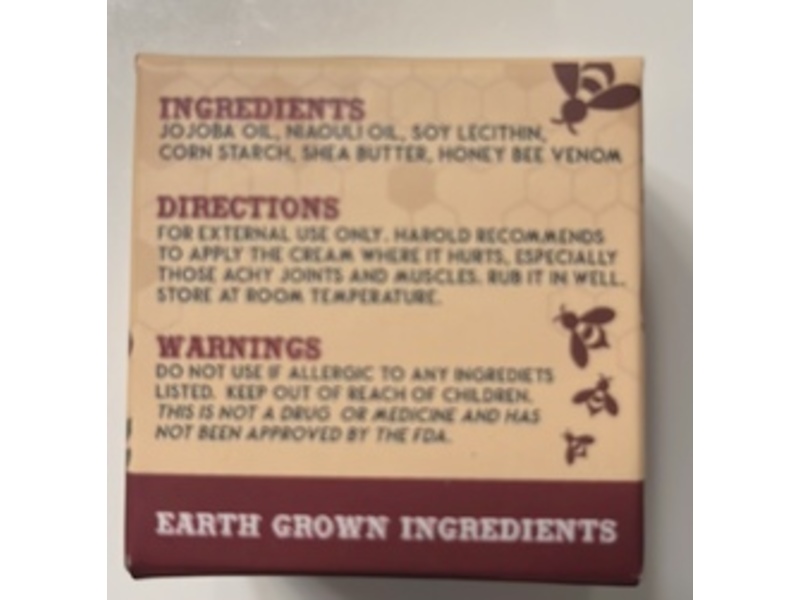 INGREDIENTS
JOJOBA OIL, NIAOULI OIL, SOY LECITHIN,
CORN STARCH, SHEA BUTTER, HONEY BEE VENOM
DIRECTIONS
FOR EXTERNAL USE ONLY. HAROLD RECOMMENDS
TO APPLY THE CREAM WHERE IT HURTS, ESPECIALLY
THOSE ACHY JOINTS AND MUSCLES. RUB IT IN WELL.
STORE AT ROOM TEMPERATURE.
WARNINGS
DO NOT USE IF ALLERGIC TO ANY INGREDIETS
LISTED. KEEP OUT OF REACH OF CHILDREN.
THIS IS NOT A DRUG OR MEDICINE AND HAS
NOT BEEN APPROVED BY THE FDA.
EARTH GROWN INGREDIENTS